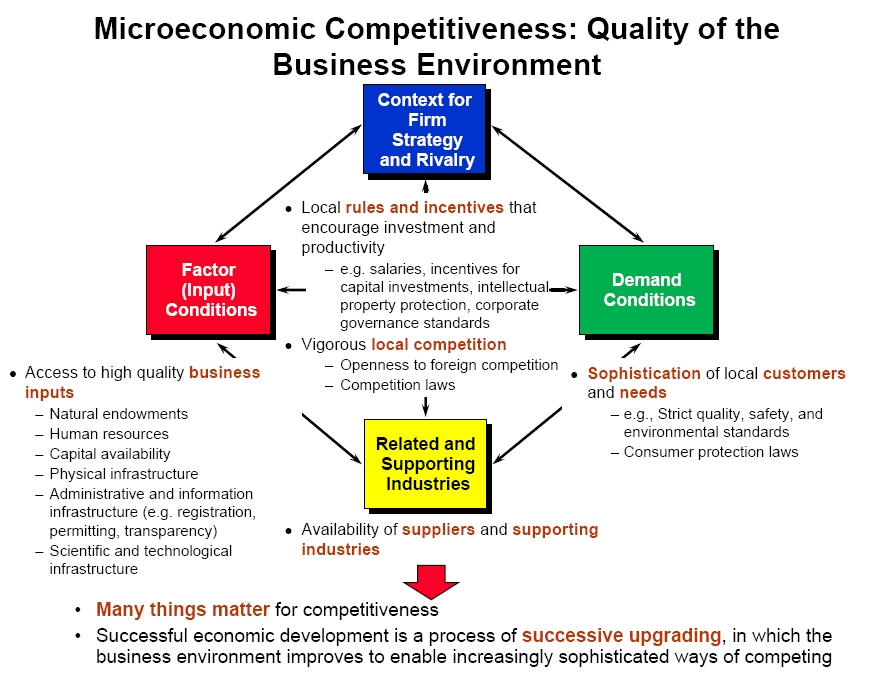 Microeconomic Competitiveness: Quality of the
Business Environment
Context for
Firm
Strategy
and Rivalry
• Local rules and incentives that
encourage investment and
productivity
– e.g. salaries, incentives for
capital investments, intellectual
property protection, corporate
governance standards
• Vigorous local competition
– Openness to foreign competition
– Competition laws
Factor
(Input)
Conditions
Demand
Conditions
• Access to high quality business
inputs
– Natural endowments
– Human resources
– Capital availability
– Physical infrastructure
– Administrative and information
infrastructure (e.g. registration,
permitting, transparency)
– Scientific and technological
infrastructure
• Sophistication of local customers
and needs
– e.g., Strict quality, safety, and
environmental standards
– Consumer protection laws
Related and
Supporting
Industries
• Availability of suppliers and supporting
industries
• Many things matter for competitiveness
• Successful economic development is a process of successive upgrading, in which the
business environment improves to enable increasingly sophisticated ways of competing